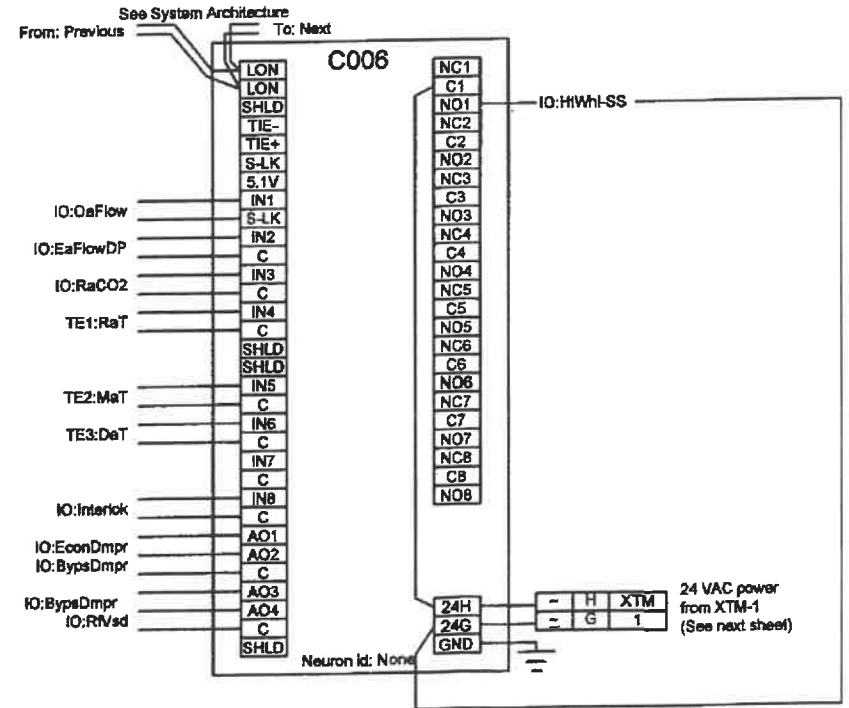 See System Architecture
From: Previous
To: Next
C006
LON
LON
SHLD
TIE-
TIE+
S-LK
5.1V
IN1
S-LK
IN2
C
IN3
C
IN4
C
SHLD
SHLD
IN5
C
IN6
C
IN7
C
IN8
C
AO1
AO2
C
AO3
AO4
C
SHLD
IO:OaFlow
IO:EaFlowDP
IO:RaCO2
TE1:RaT
TE2:MaT
TE3:DaT
IO:Interlok
IO:EconDmpr
IO:BypsDmpr
IO:BypsDmpr
IO:RfVsd
NC1
C1
NO1
NC2
C2
NO2
NC3
C3
NO3
NC4
C4
NO4
NC5
C5
NO5
NC6
C6
NO6
NC7
C7
NO7
NC8
C8
NO8
IO:HtWhl-SS
24H
24G
GND
~ H XTM
~ G 1
24 VAC power
from XTM-1
(See next sheet)
Neuron id: None